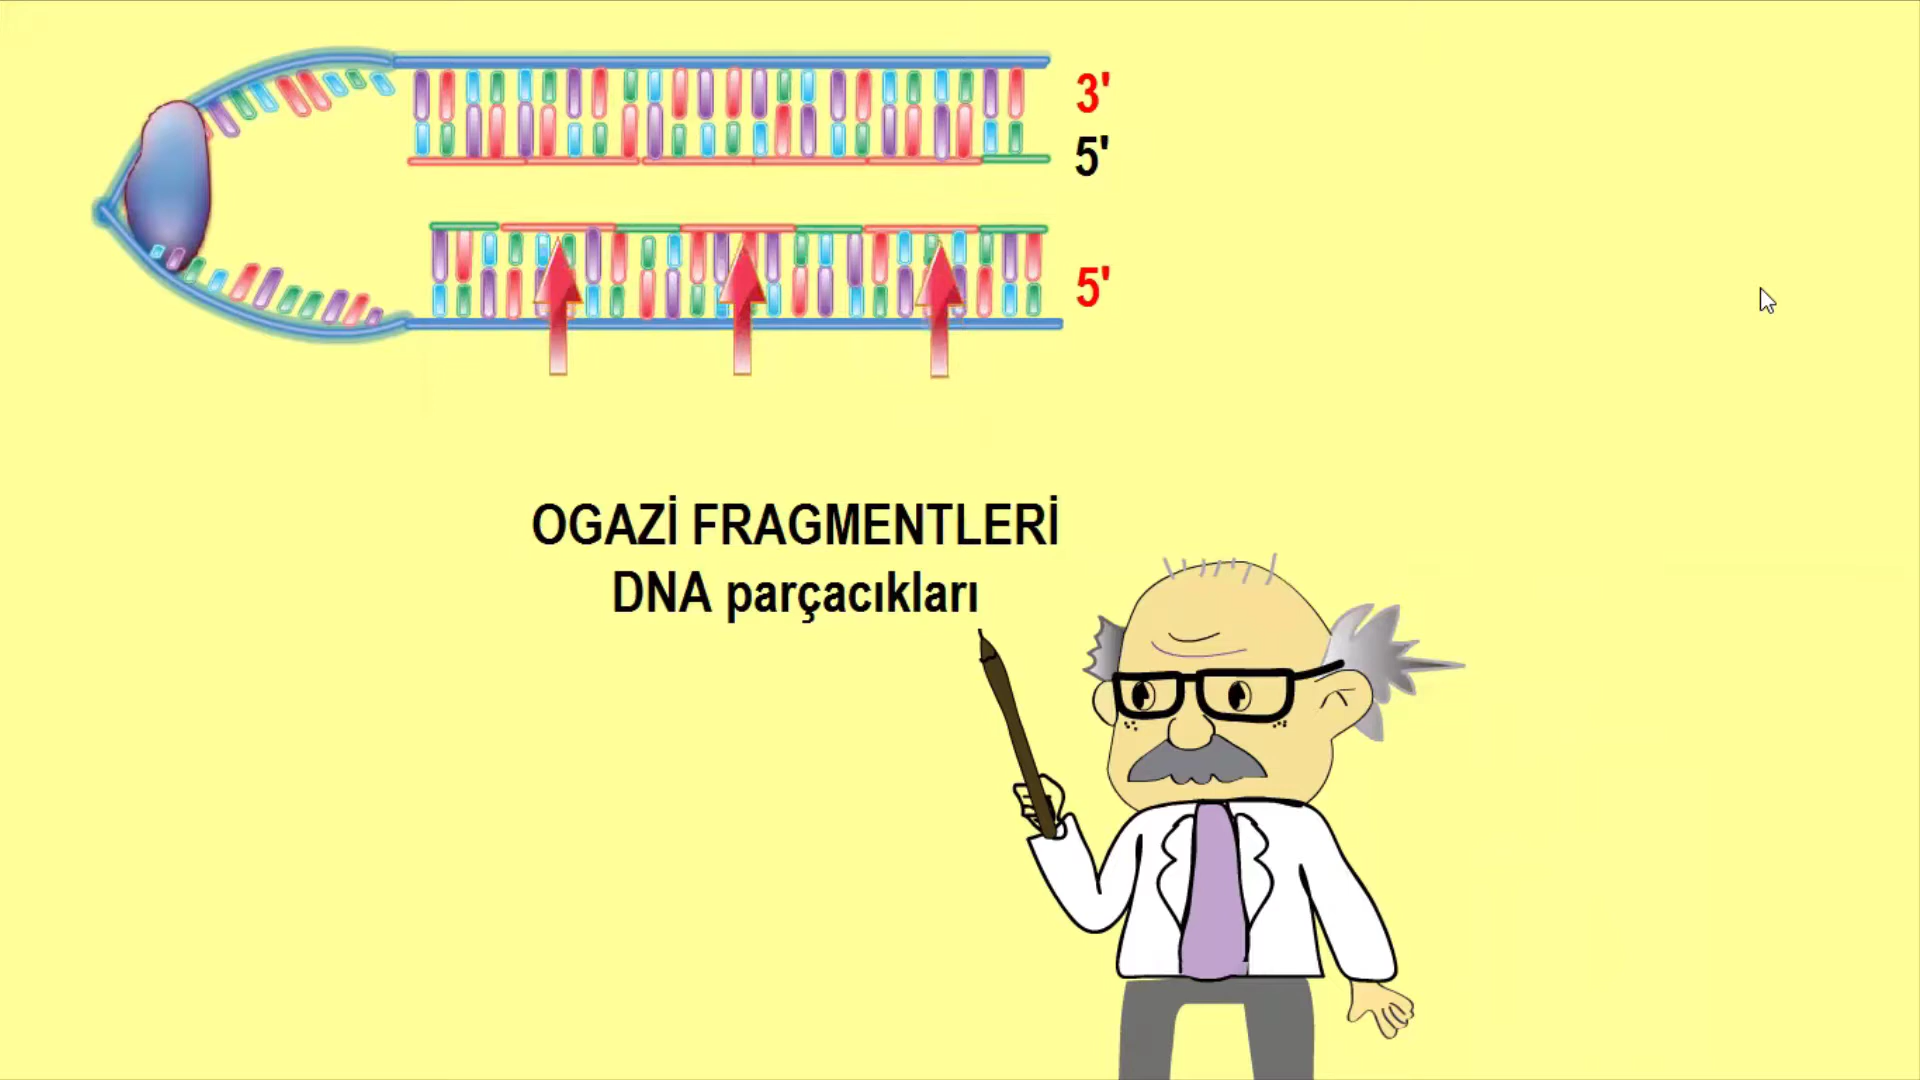 3'
5'
5'
OGAZİ FRAGMENTLERİ
DNA parçacıkları